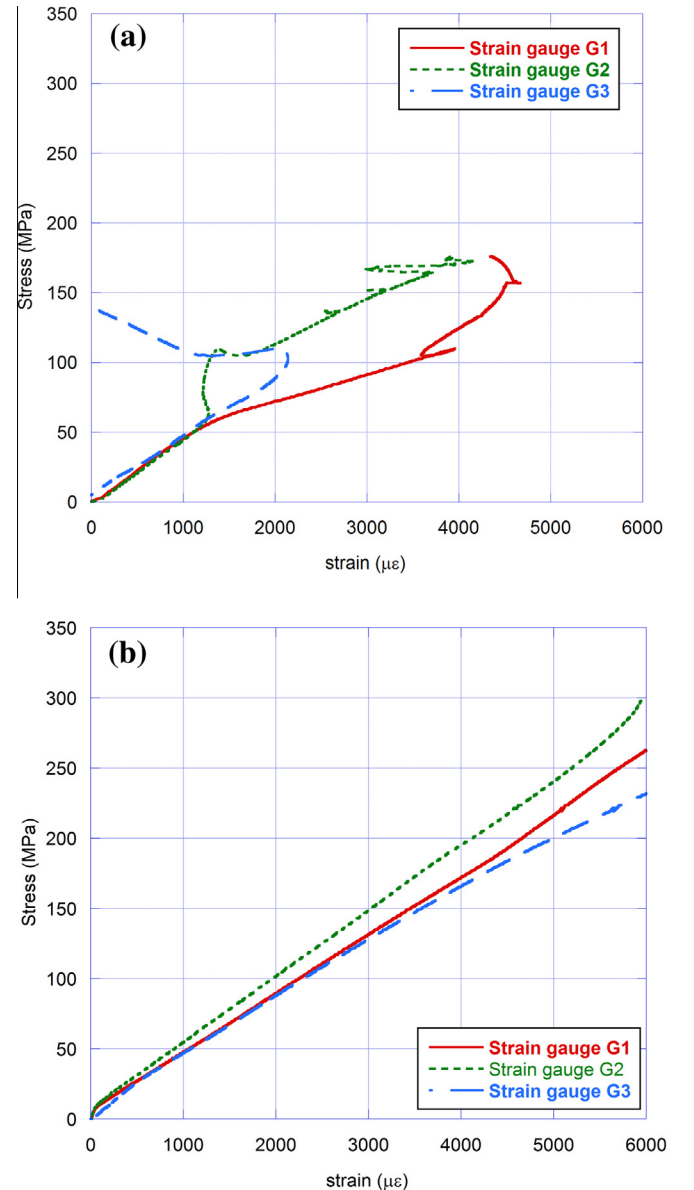 (a)
Strain gauge G1
Strain gauge G2
Strain gauge G3
350
300
250
200
150
100
50
0
Stress (MPa)
0 1000 2000 3000 4000 5000 6000
strain (με)
(b)
350
300
250
200
150
100
50
0
Stress (MPa)
Strain gauge G1
Strain gauge G2
Strain gauge G3
0 1000 2000 3000 4000 5000 6000
strain (με)